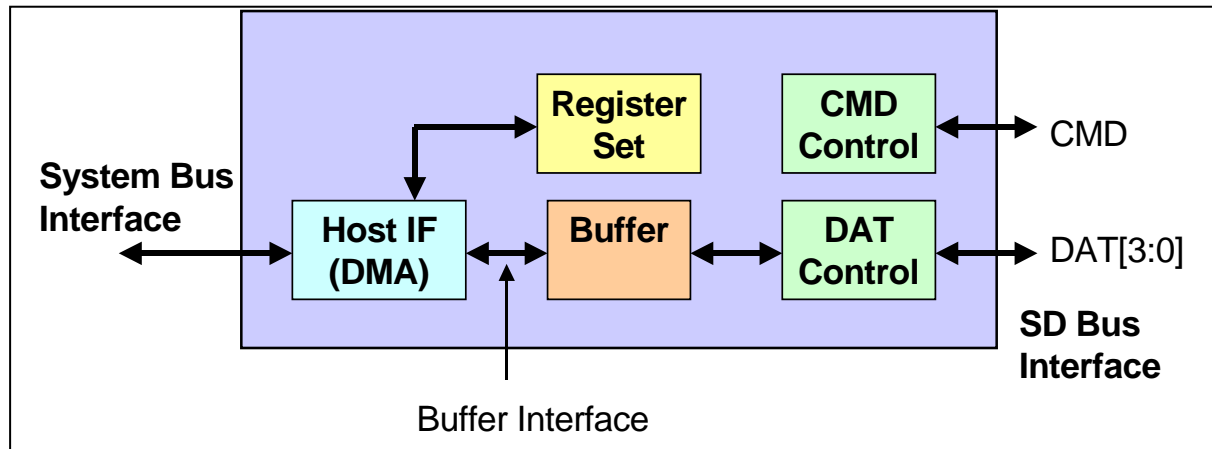 Register
Set
CMD
Control
CMD
System Bus
Interface
Host IF
(DMA)
Buffer
DAT
Control
DAT[3:0]
SD Bus
Interface
Buffer Interface